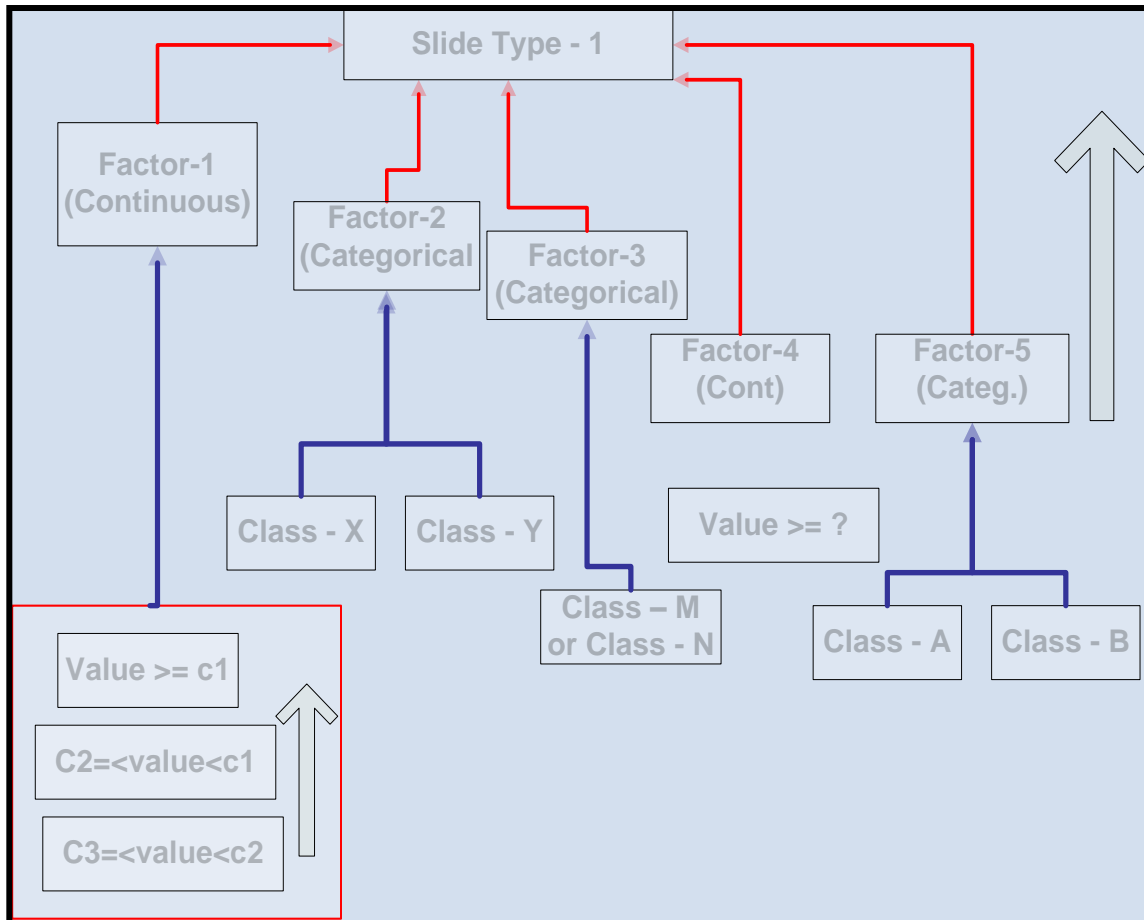 Slide Type - 1
Factor-1
(Continuous)
Factor-2
(Categorical
Factor-3
(Categorical)
Factor-4
(Cont)
Factor-5
(Categ.)
Class - X
Class - Y
Value >= ?
Class – M
or Class - N
Class - A
Class - B
Value >= c1
C2=<value<c1
C3=<value<c2